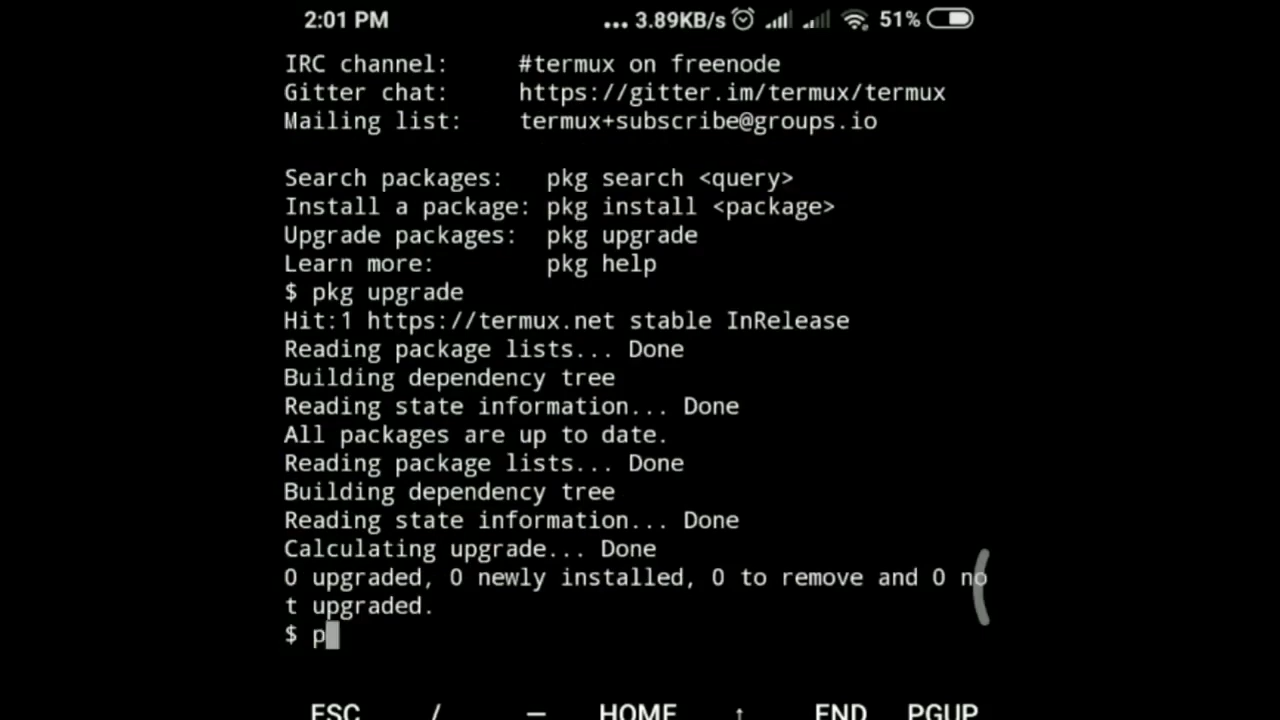 2:01 PM ... 3.89KB/s 51%
IRC channel: #termux on freenode
Gitter chat: https://gitter.im/termux/termux
Mailing list: termux+subscribe@groups.io
Search packages: pkg search <query>
Install a package: pkg install <package>
Upgrade packages: pkg upgrade
Learn more: pkg help
$ pkg upgrade
Hit:1 https://termux.net stable InRelease
Reading package lists... Done
Building dependency tree
Reading state information... Done
All packages are up to date.
Reading package lists... Done
Building dependency tree
Reading state information... Done
Calculating upgrade... Done
0 upgraded, 0 newly installed, 0 to remove and 0 no
t upgraded.
$ p
ESC / — HOME ↑ END PGUP